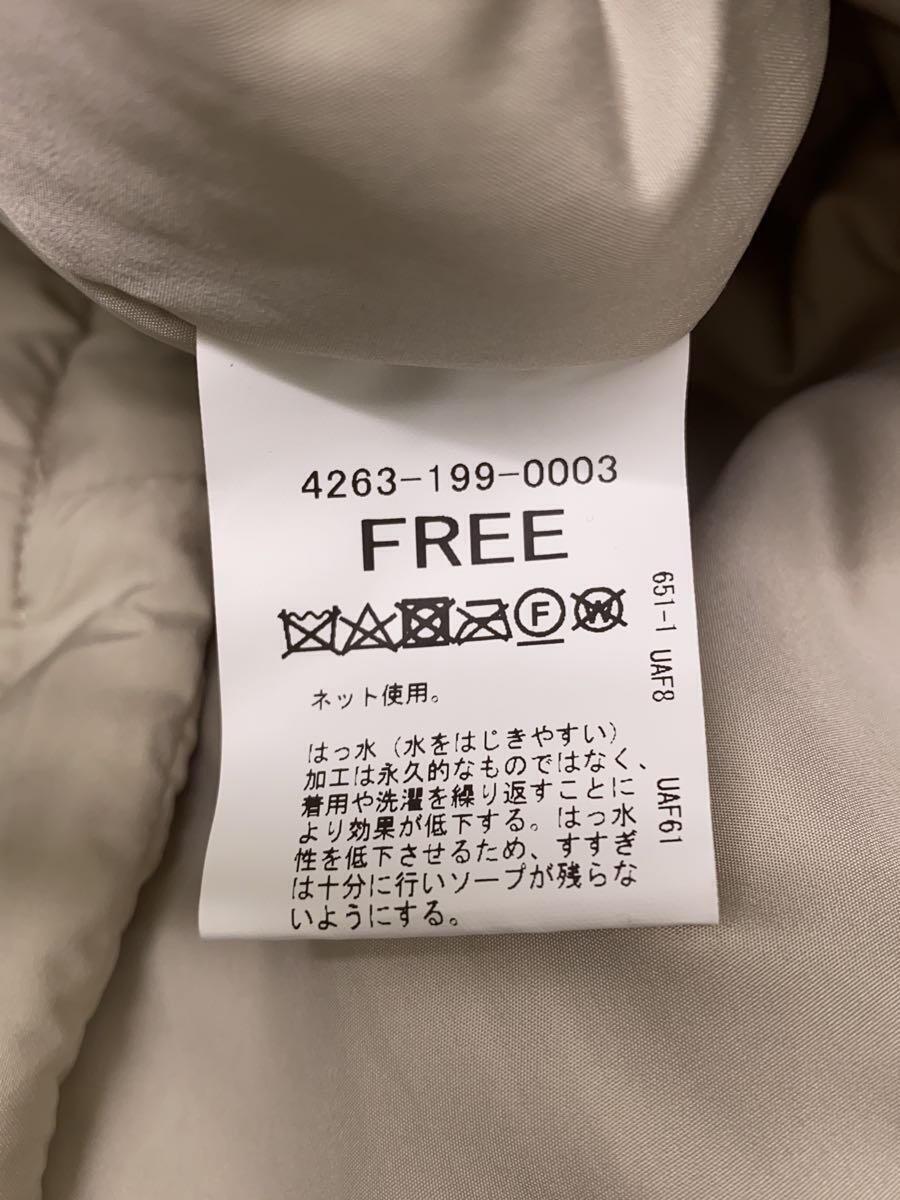 4263-199-0003
FREE
F W
ネット使用。
はっ水（水をはじきやすい）
加工は永久的なものではなく、
着用や洗濯を繰り返すことに
より効果が低下する。はっ水
性を低下させるため、すすぎ
は十分に行いソープが残らな
いようにする。
651-1 UAF8
UAF61